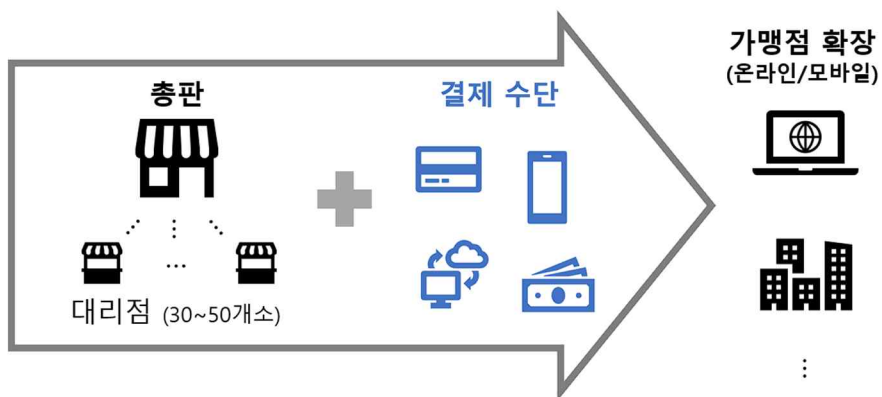 총판
결제 수단
가맹점 확장
(온라인/모바일)
대리점 (30~50개소)